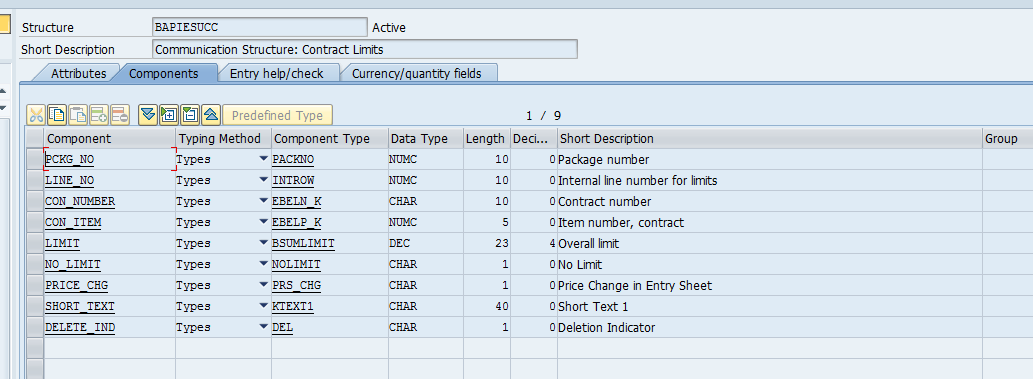 Structure BAPIESUCC Active
Short Description Communication Structure: Contract Limits
Attributes Components Entry help/check Currency/quantity fields
Predefined Type 1 / 9
Component Typing Method Component Type Data Type Length Deci... Short Description Group
PCKG_NO Types PACKNO NUMC 10 0 Package number
LINE_NO Types INTROW NUMC 10 0 Internal line number for limits
CON_NUMBER Types EBELN_K CHAR 10 0 Contract number
CON_ITEM Types EBELP_K NUMC 5 0 Item number, contract
LIMIT Types BSUMLIMIT DEC 23 4 Overall limit
NO_LIMIT Types NOLIMIT CHAR 1 0 No Limit
PRICE_CHG Types PRS_CHG CHAR 1 0 Price Change in Entry Sheet
SHORT_TEXT Types KTEXT1 CHAR 40 0 Short Text 1
DELETE_IND Types DEL CHAR 1 0 Deletion Indicator